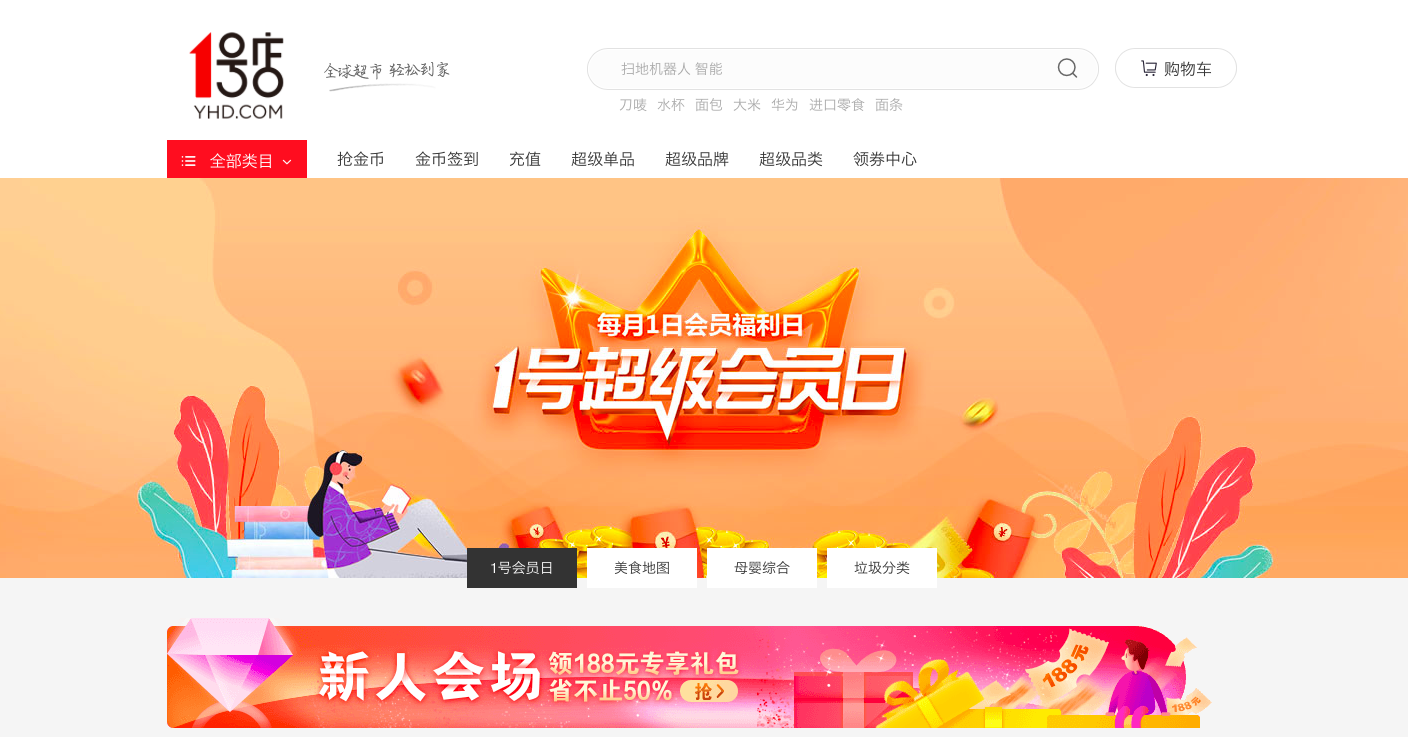 1号店
YHD.COM
全球超市 轻松到家
扫地机器人 智能
购物车
刀唛 水杯 面包 大米 华为 进口零食 面条
全部类目
抢金币 金币签到 充值 超级单品 超级品牌 超级品类 领券中心
每月1日会员福利日
1号超级会员日
¥
¥
¥
1号会员日 美食地图 母婴综合 垃圾分类
新人会场
领188元专享礼包
省不止50% 抢
188元
188元